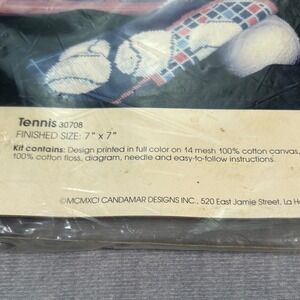 Tennis 30708
FINISHED SIZE: 7" x 7"
Kit contains: Design printed in full color on 14 mesh 100% cotton canvas.
100% cotton floss, diagram, needle and easy-to-follow instructions.
©MCMXCI CANDAMAR DESIGNS INC., 520 East Jamie Street, La Ha